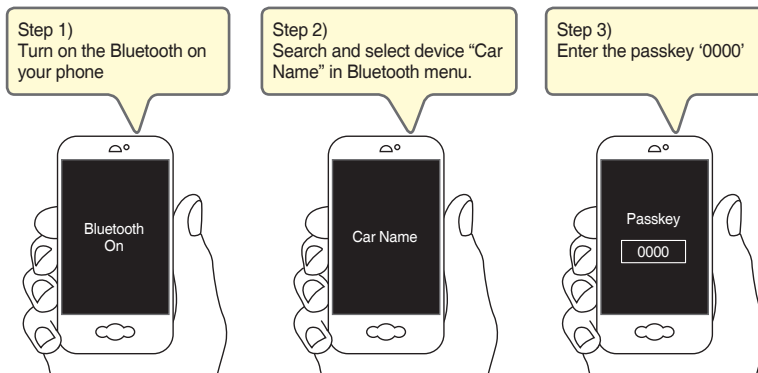 Step 1)
Turn on the Bluetooth on
your phone
Step 2)
Search and select device “Car
Name” in Bluetooth menu.
Step 3)
Enter the passkey ‘0000’
Bluetooth
On
Car Name
Passkey
0000